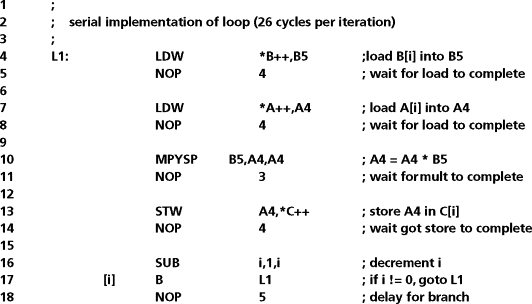 1 ;
2 ; serial implementation of loop (26 cycles per iteration)
3 ;
4 L1: LDW *B++,B5 ;load B[i] into B5
5 NOP 4 ; wait for load to complete
6
7 LDW *A++,A4 ; load A[i] into A4
8 NOP 4 ; wait for load to complete
9
10 MPYSP B5,A4,A4 ; A4 = A4 * B5
11 NOP 3 ; wait formult to complete
12
13 STW A4,*C++ ; store A4 in C[i]
14 NOP 4 ; wait got store to complete
15
16 SUB i,1,i ; decrement i
17 [i] B L1 ; if i != 0, goto L1
18 NOP 5 ; delay for branch